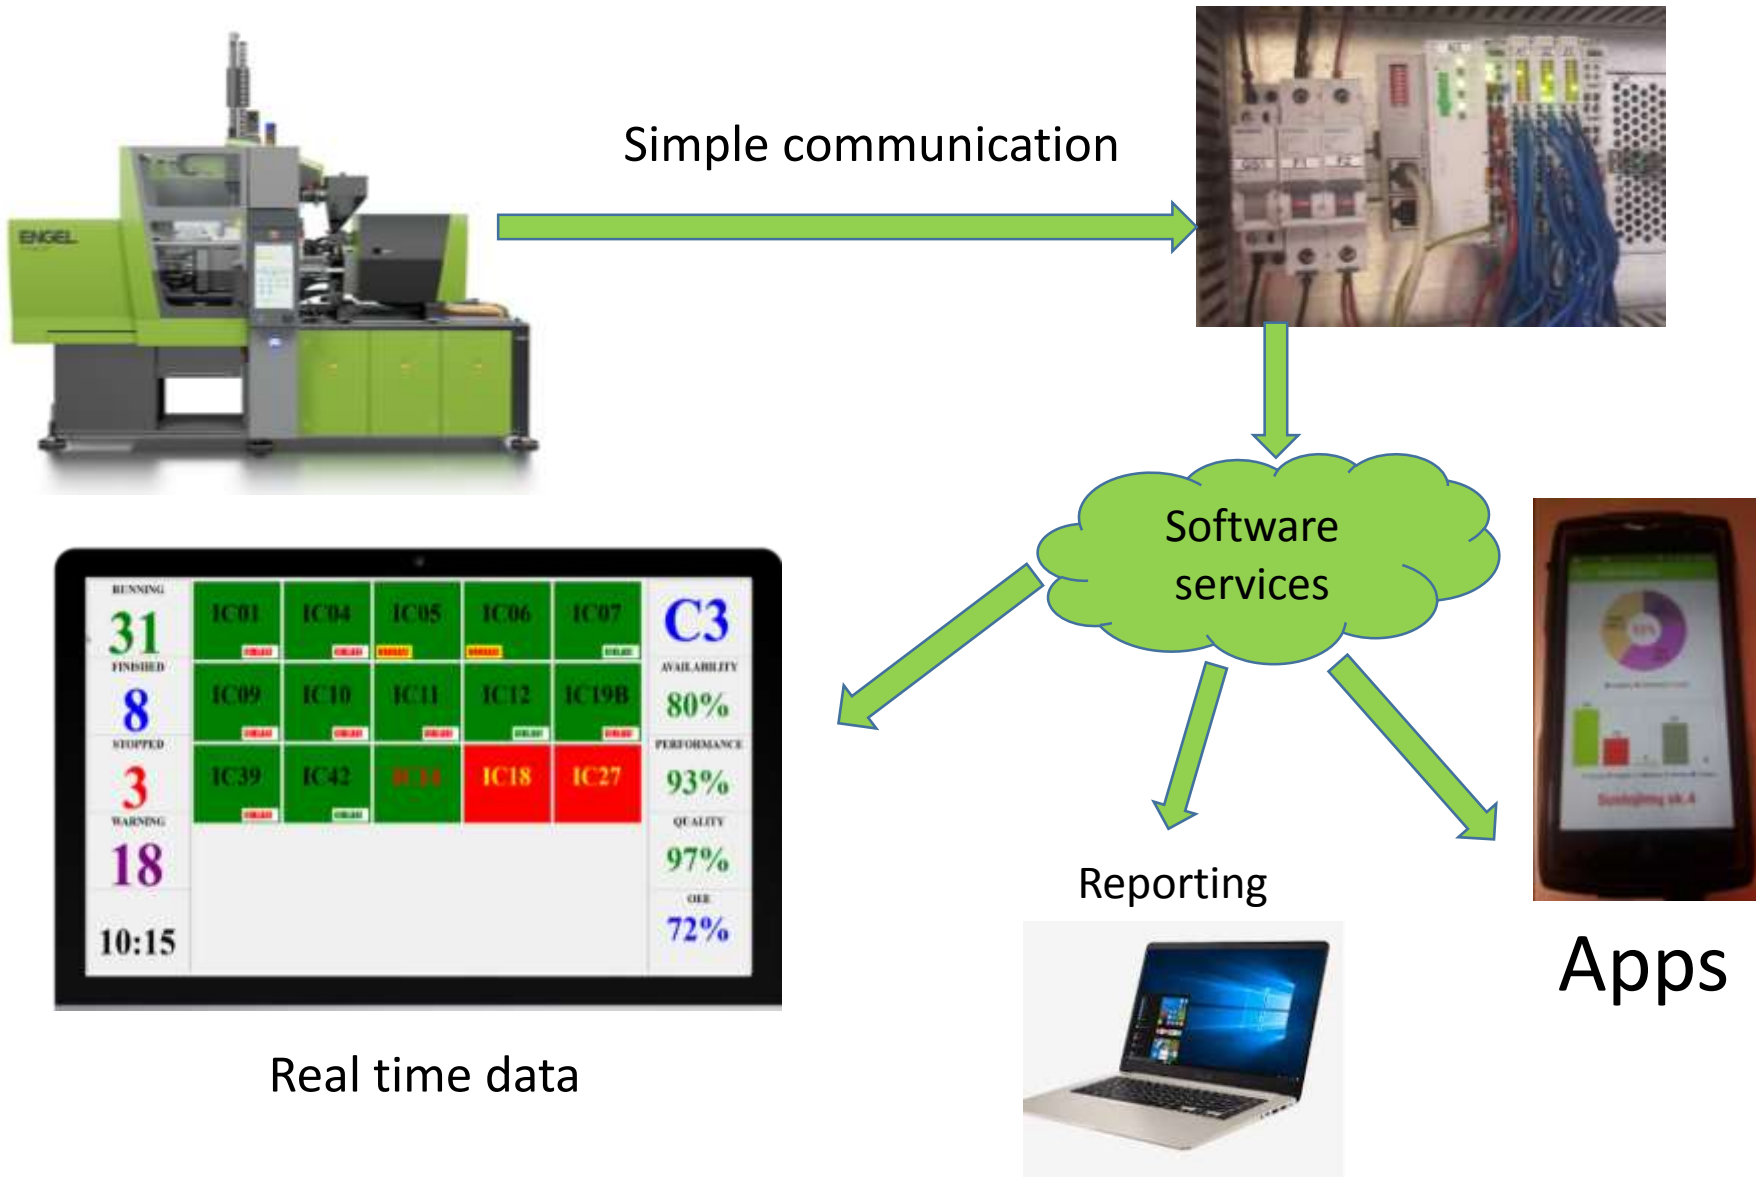 Simple communication
ENGEL
Software
services
RUNNING
31
FINISHED
8
STOPPED
3
WARNING
18
10:15
IC01 IC04 IC05 IC06 IC07
IC09 IC10 IC11 IC12 IC19B
IC39 IC42 IC18 IC27
C3
AVAILABILITY
80%
PERFORMANCE
93%
QUALITY
97%
OEE
72%
Real time data
Reporting
Apps